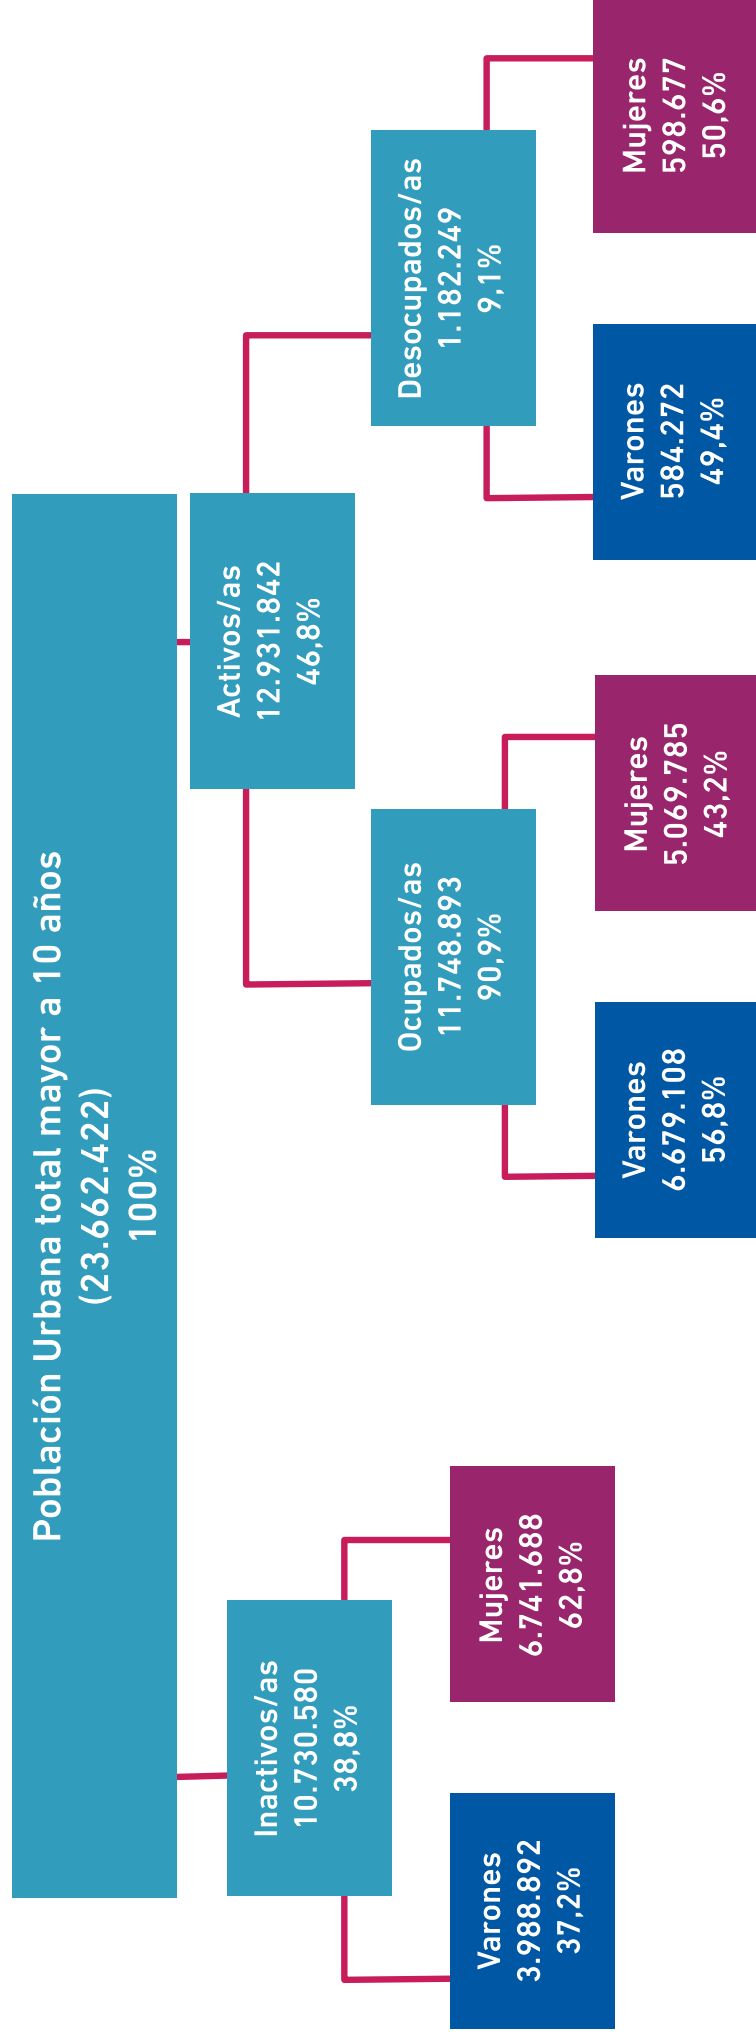 Población Urbana total mayor a 10 años
(23.662.422)
100%
Inactivos/as
10.730.580
38,8%
Varones
3.988.892
37,2%
Mujeres
6.741.688
62,8%
Activos/as
12.931.842
46,8%
Ocupados/as
11.748.893
90,9%
Varones
6.679.108
56,8%
Mujeres
5.069.785
43,2%
Desocupados/as
1.182.249
9,1%
Varones
584.272
49,4%
Mujeres
598.677
50,6%